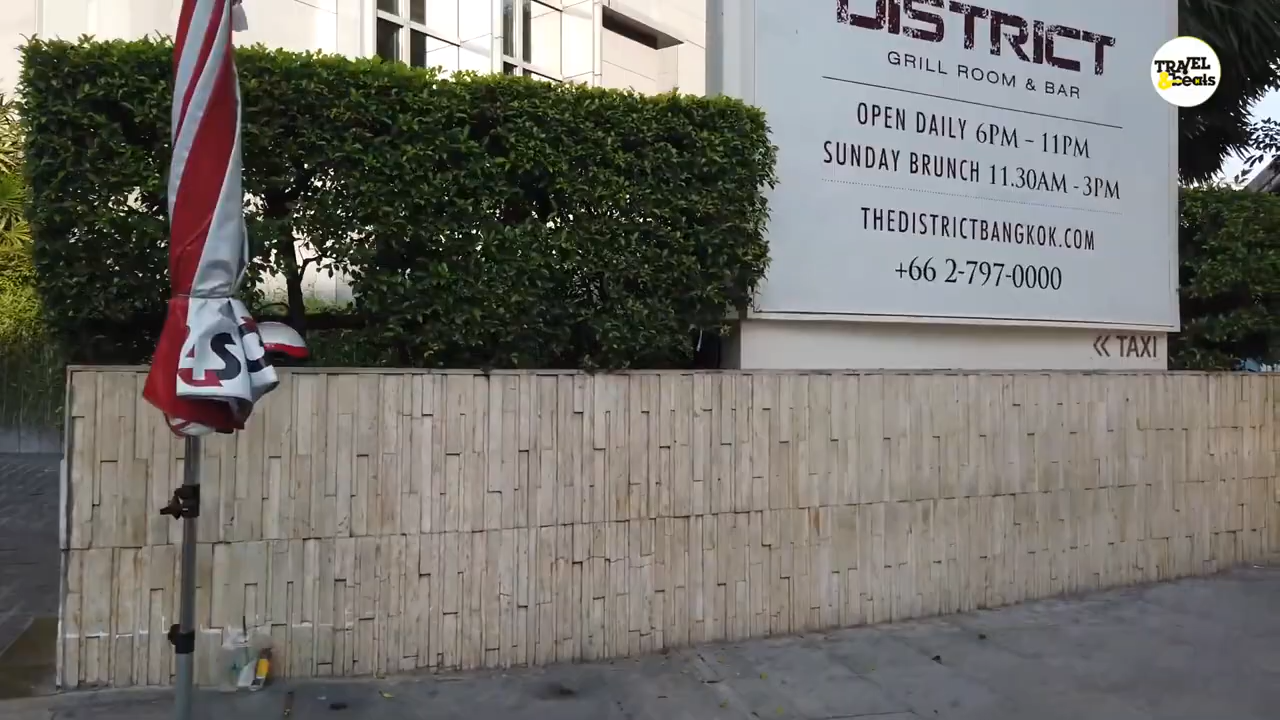 DISTRICT
GRILL ROOM & BAR
OPEN DAILY 6PM – 11PM
SUNDAY BRUNCH 11.30AM - 3PM
THEDISTRICTBANGKOK.COM
+66 2-797-0000
« TAXI
TRAVEL
&beats